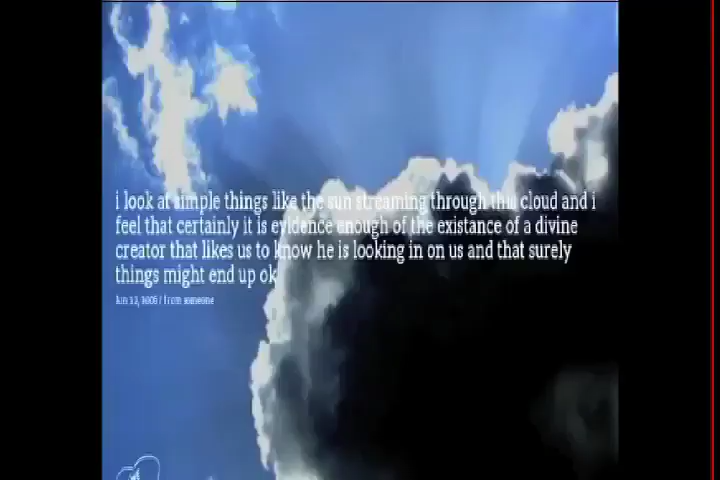 i look at simple things like the sun streaming through this cloud and i
feel that certainly it is evidence enough of the existance of a divine
creator that likes us to know he is looking in on us and that surely
things might end up ok
from someone